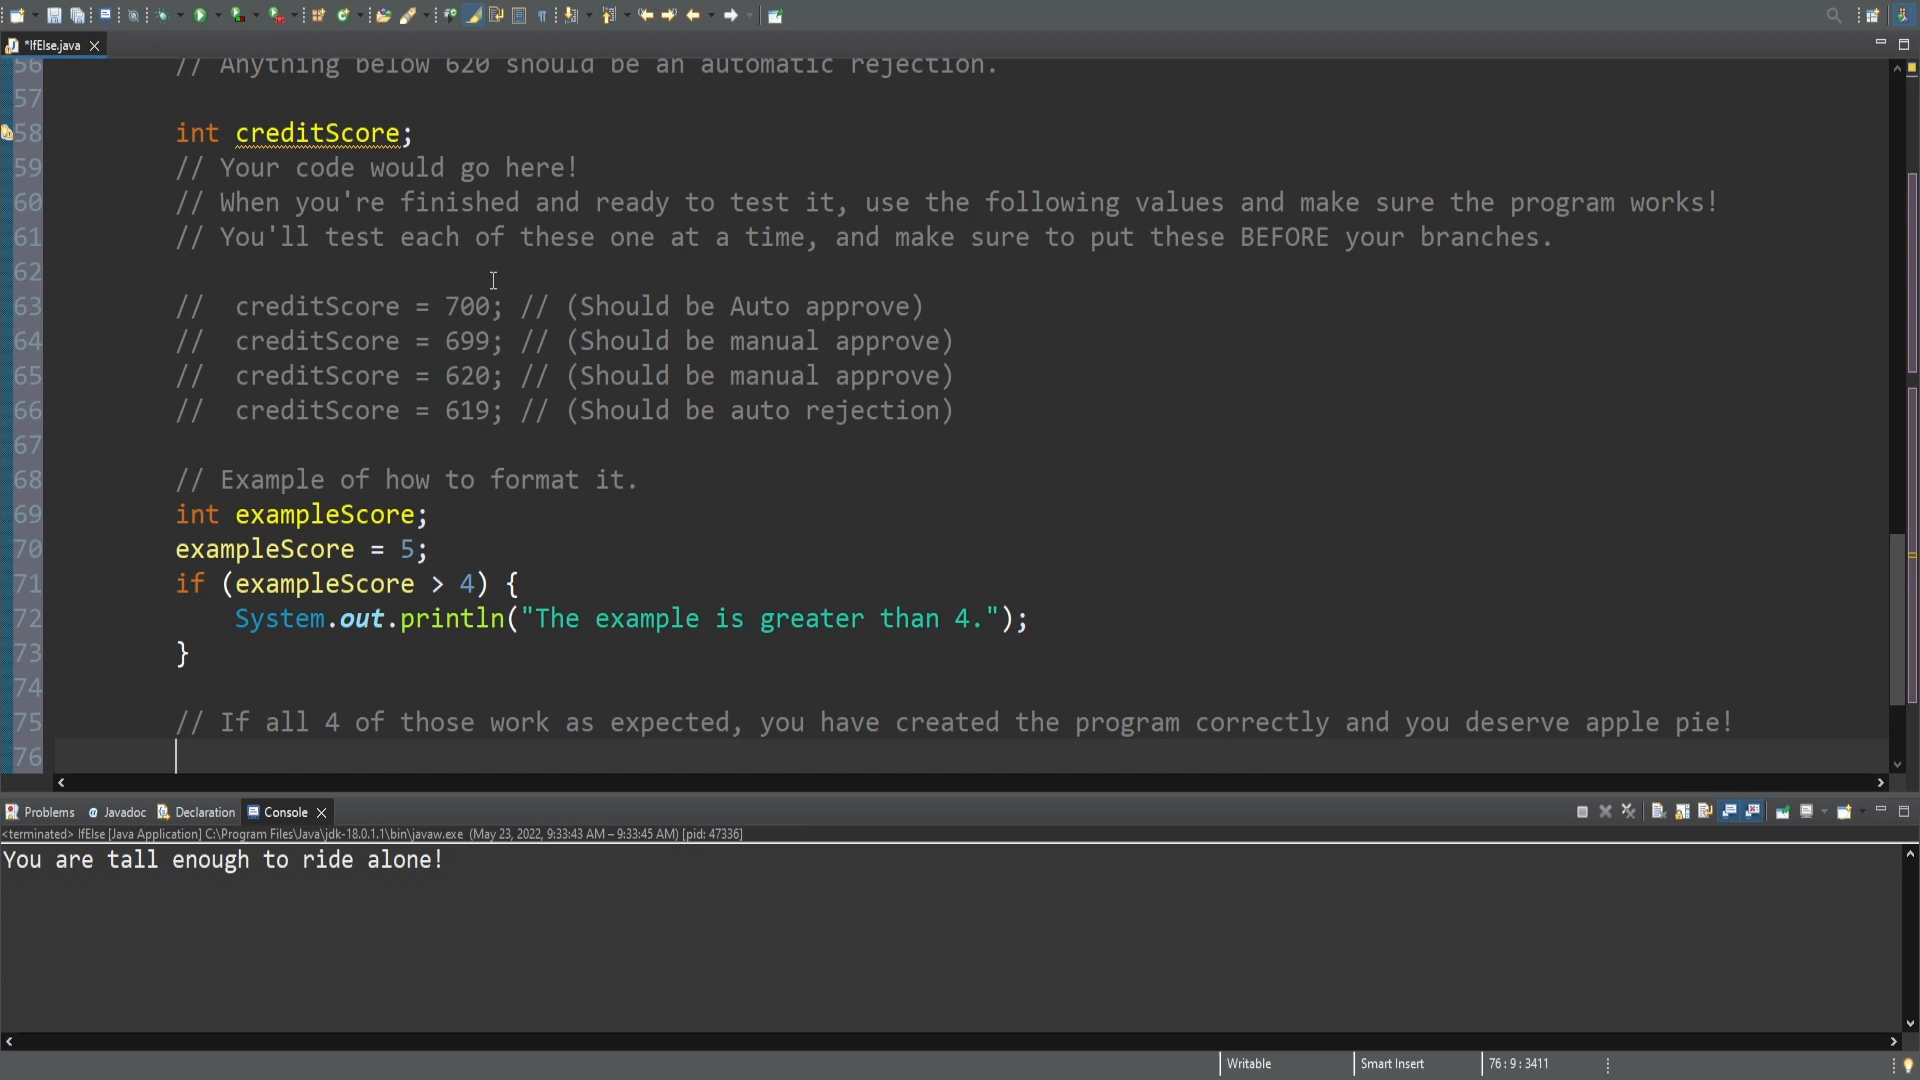 *IfElse.java
56 // Anything below 620 should be an automatic rejection.
57
58 int creditScore;
59 // Your code would go here!
60 // When you're finished and ready to test it, use the following values and make sure the program works!
61 // You'll test each of these one at a time, and make sure to put these BEFORE your branches.
62
63 //  creditScore = 700; // (Should be Auto approve)
64 //  creditScore = 699; // (Should be manual approve)
65 //  creditScore = 620; // (Should be manual approve)
66 //  creditScore = 619; // (Should be auto rejection)
67
68 // Example of how to format it.
69 int exampleScore;
70 exampleScore = 5;
71 if (exampleScore > 4) {
72 System.out.println("The example is greater than 4.");
73 }
74
75 // If all 4 of those work as expected, you have created the program correctly and you deserve apple pie!
76
Problems @ Javadoc Declaration Console
<terminated> IfElse [Java Application] C:\Program Files\Java\jdk-18.0.1.1\bin\javaw.exe (May 23, 2022, 9:33:43 AM – 9:33:45 AM) [pid: 47336]
You are tall enough to ride alone!
Writable Smart Insert 76 : 9 : 3411